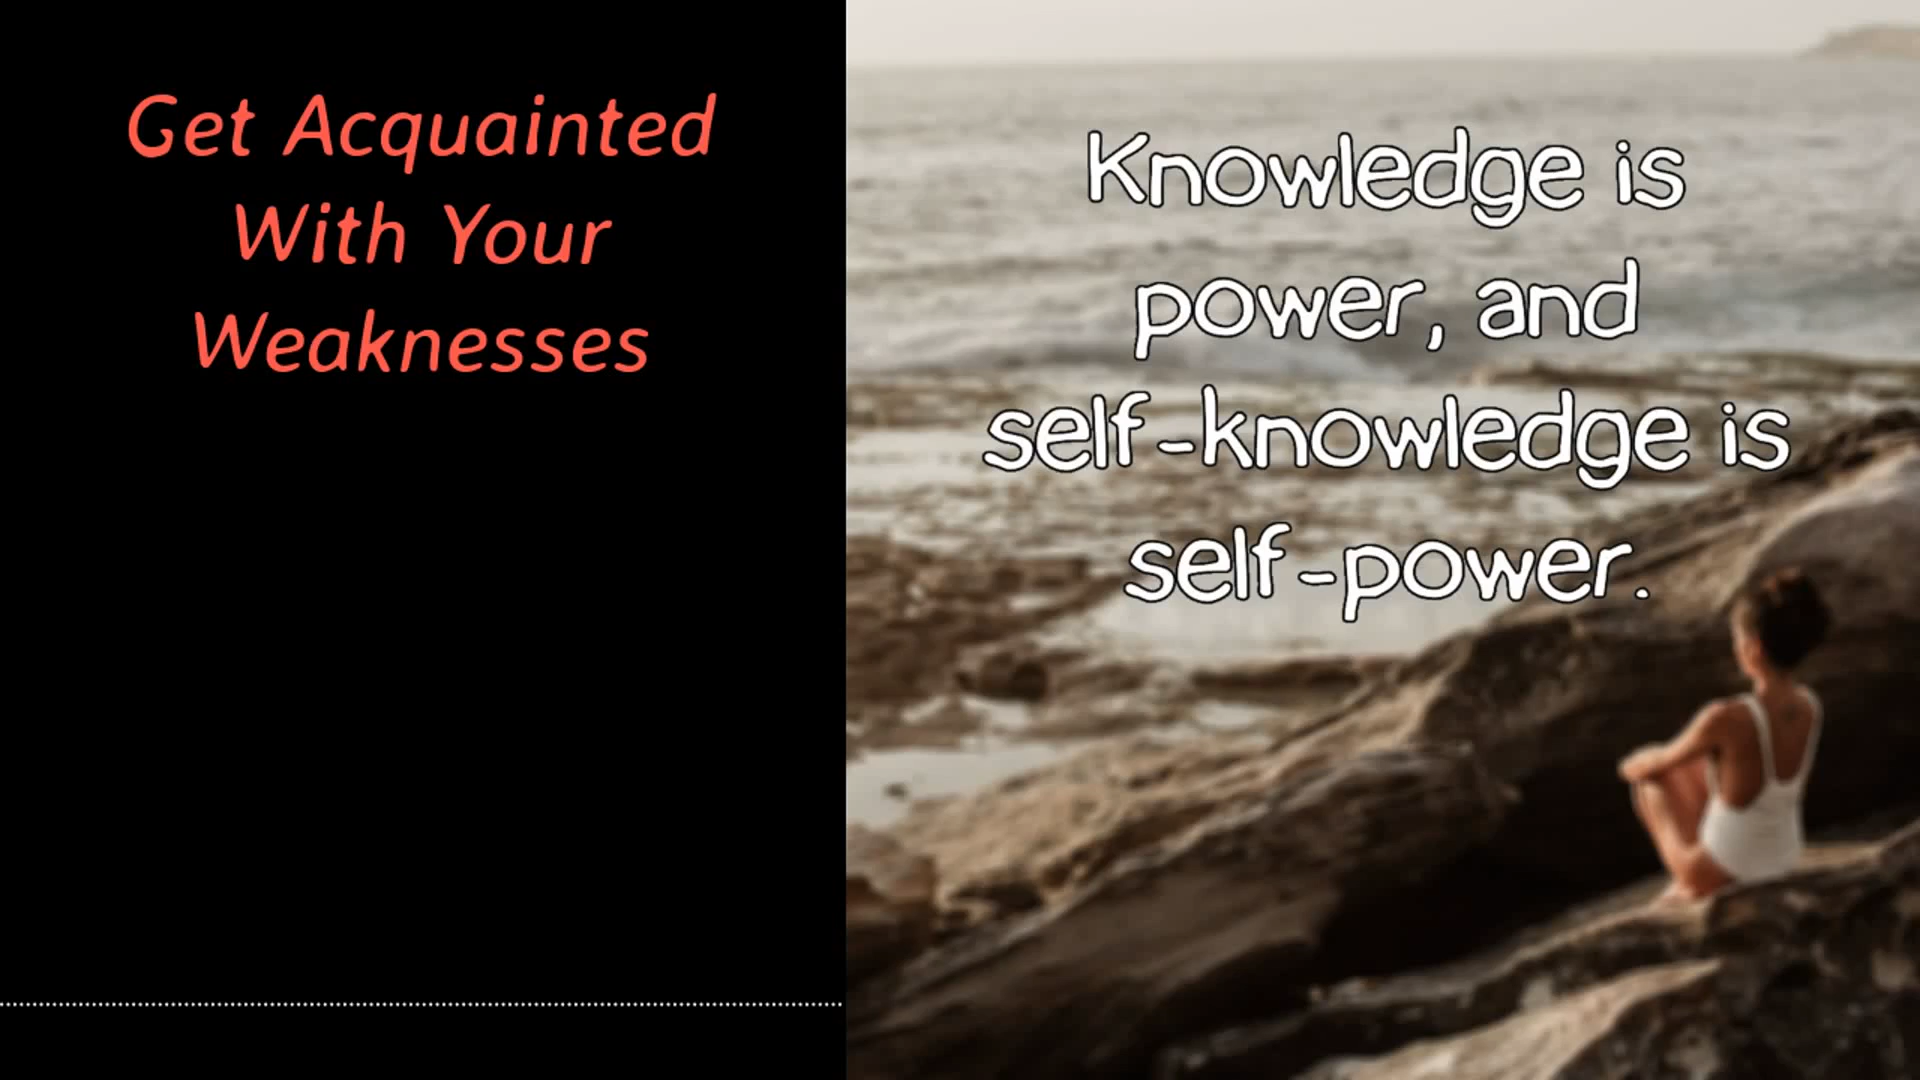 Get Acquainted
With Your
Weaknesses
Knowledge is
power, and
self-knowledge is
self-power.